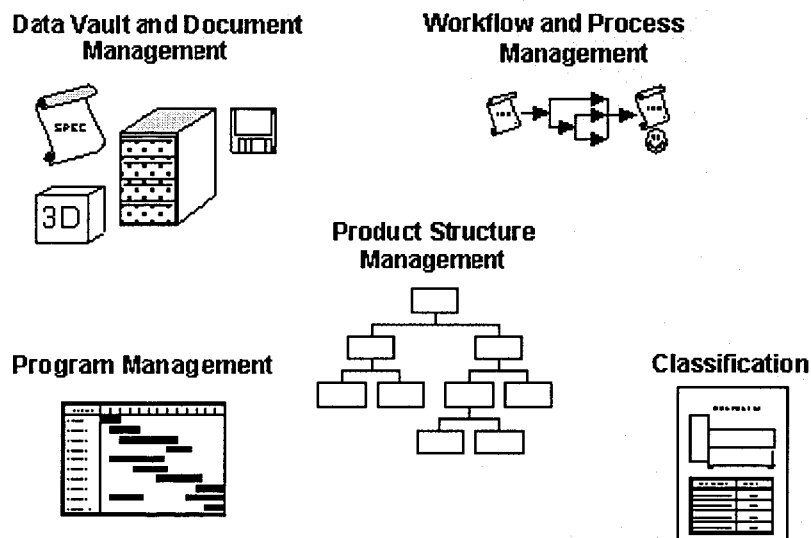 Data Vault and Document
Management
SPEC
3D
Workflow and Process
Management
Product Structure
Management
Program Management
Classification